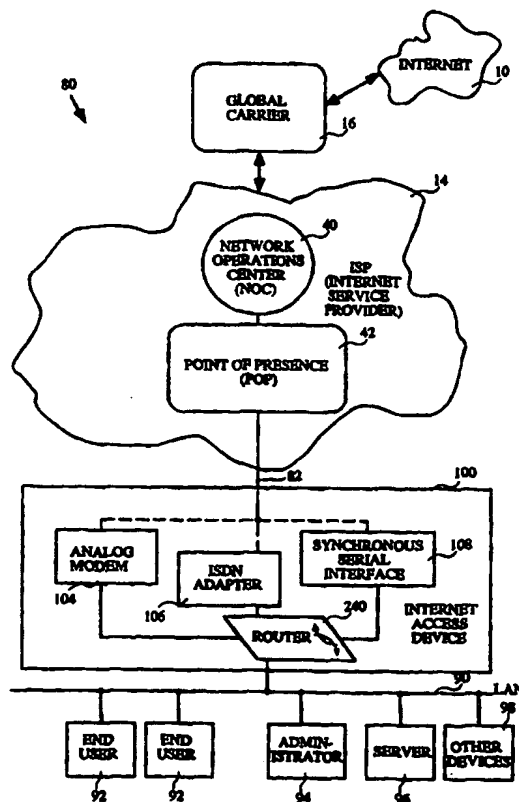 80
INTERNET
10
GLOBAL
CARRIER
16
14
40
NETWORK
OPERATIONS
CENTER
(NOC)
ISP
(INTERNET
SERVICE
PROVIDER)
42
POINT OF PRESENCE
(POP)
82
100
ANALOG
MODEM
104
ISDN
ADAPTER
106
SYNCHRONOUS
SERIAL
INTERFACE
108
240
ROUTER
INTERNET
ACCESS
DEVICE
90
LAN
END
USER
92
END
USER
92
ADMIN-
ISTRATOR
94
SERVER
96
98
OTHER
DEVICES